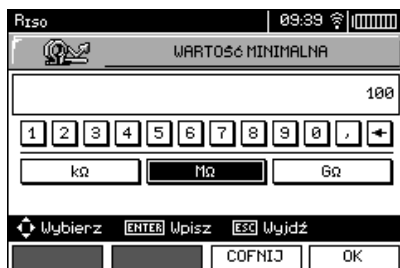 RISO 09:39
WARTOŚĆ MINIMALNA
100
1 2 3 4 5 6 7 8 9 0 ,
kΩ MΩ GΩ
Wybierz ENTER Wpisz ESC Wyjdź
COFNIJ OK